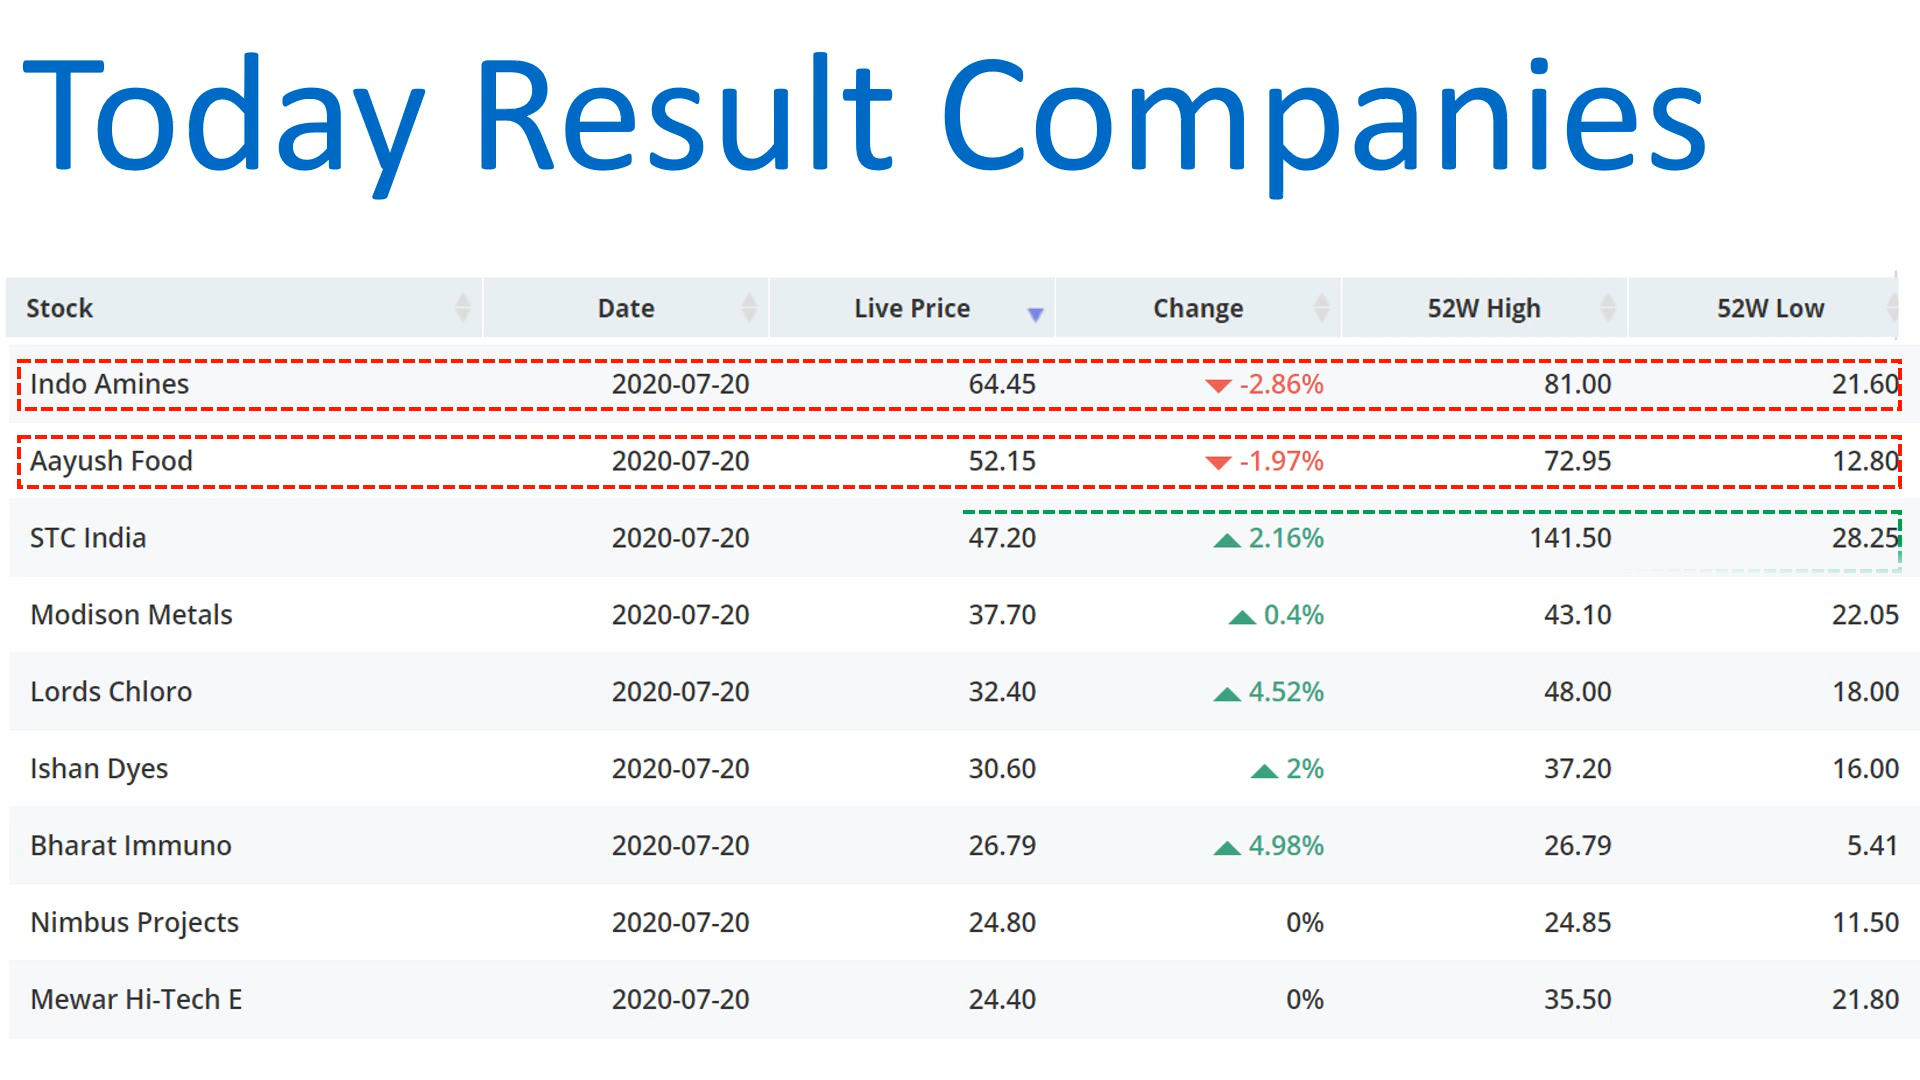 Today Result Companies
Stock Date Live Price Change 52W High 52W Low
Indo Amines 2020-07-20 64.45 -2.86% 81.00 21.60
Aayush Food 2020-07-20 52.15 -1.97% 72.95 12.80
STC India 2020-07-20 47.20 2.16% 141.50 28.25
Modison Metals 2020-07-20 37.70 0.4% 43.10 22.05
Lords Chloro 2020-07-20 32.40 4.52% 48.00 18.00
Ishan Dyes 2020-07-20 30.60 2% 37.20 16.00
Bharat Immuno 2020-07-20 26.79 4.98% 26.79 5.41
Nimbus Projects 2020-07-20 24.80 0% 24.85 11.50
Mewar Hi-Tech E 2020-07-20 24.40 0% 35.50 21.80